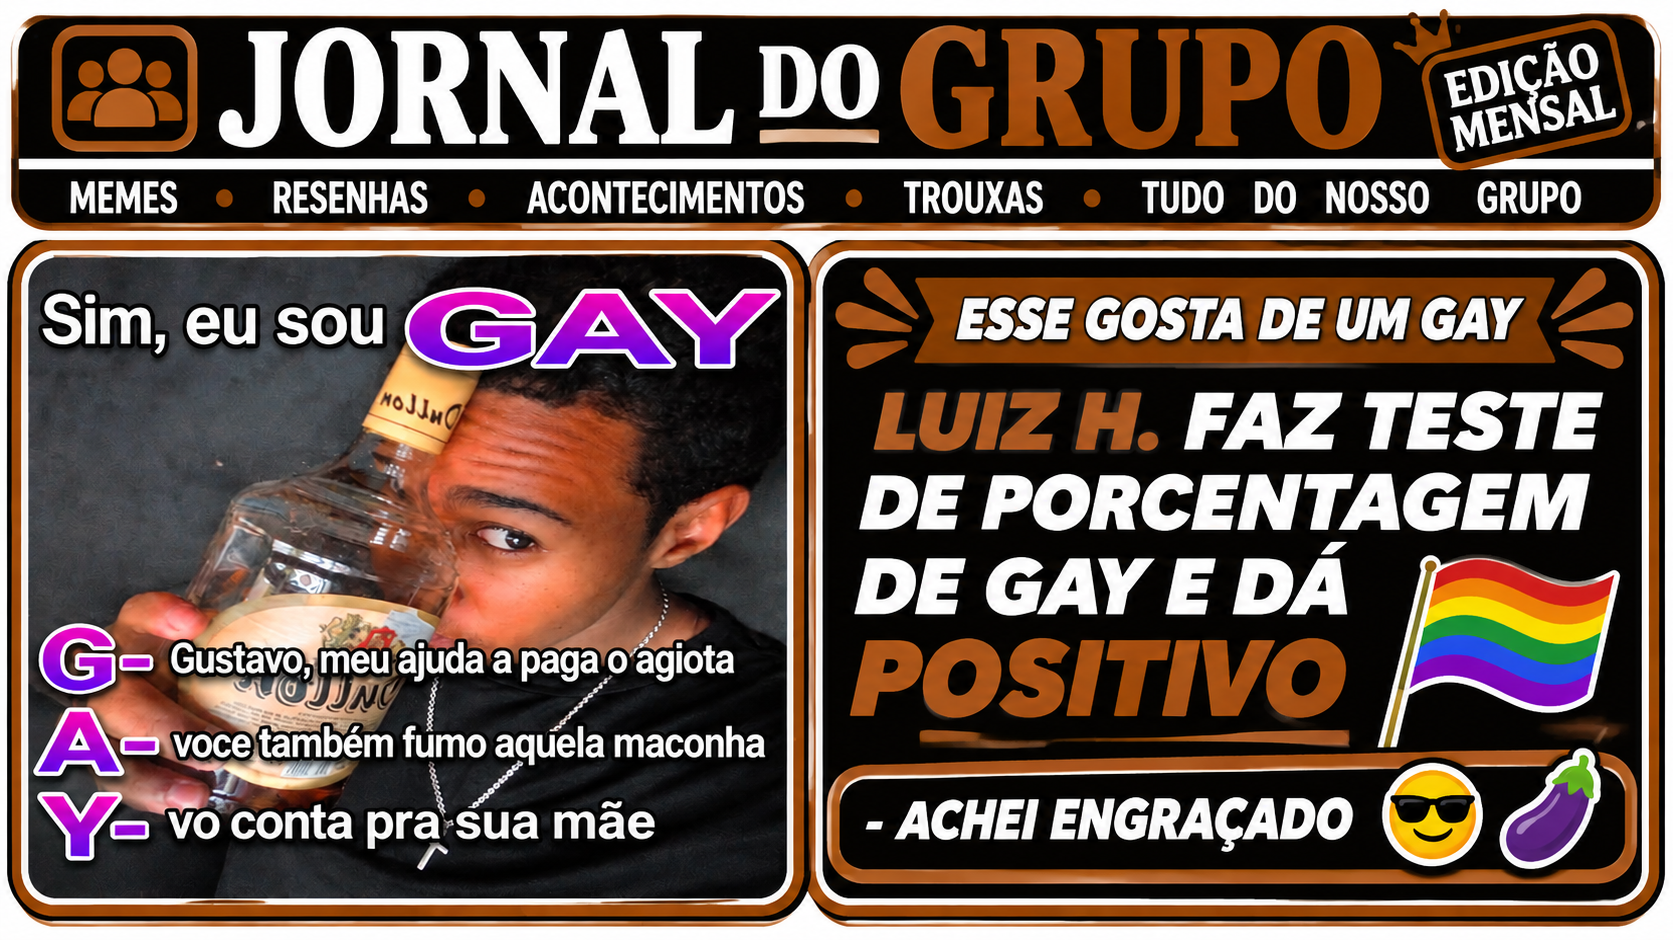 JORNAL DO GRUPO
EDIÇÃO
MENSAL
MEMES • RESENHAS • ACONTECIMENTOS • TROUXAS • TUDO DO NOSSO GRUPO
Sim, eu sou GAY
G- Gustavo, meu ajuda a paga o agiota
A- voce também fumo aquela maconha
Y- vo conta pra sua mãe
ESSE GOSTA DE UM GAY
LUIZ H. FAZ TESTE
DE PORCENTAGEM
DE GAY E DÁ
POSITIVO
- ACHEI ENGRAÇADO